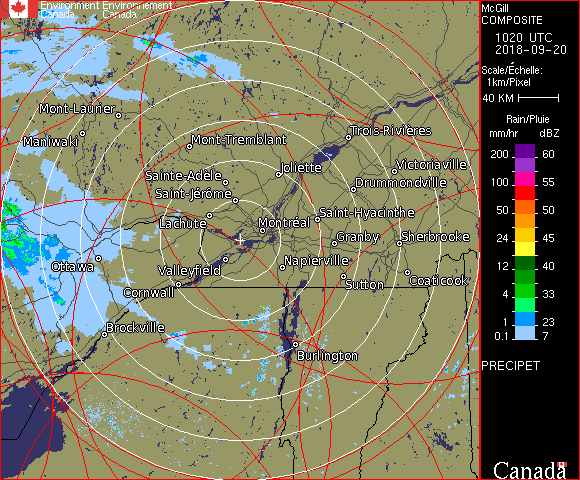 Environment Environnement
Canada Canada
McGill
COMPOSITE
1020 UTC
2018-09-20
Scale/Échelle:
1km/Pixel
40 KM
Rain/Pluie
mm/hr dBZ
200 60
150 55
100 55
50 50
24 45
12 40
4 33
1 23
0.1 7
PRECIPET
Canada
Mont-Laurier
Maniwaki
Mont-Tremblant
Trois-Rivières
Victoriaville
Joliette
Sainte-Adèle
Drummondville
Saint-Jérôme
Saint-Hyacinthe
Lachute
Montréal
Granby
Sherbrooke
Ottawa
Valleyfield
Napierville
Sutton
Coaticook
Cornwall
Brockville
Burlington